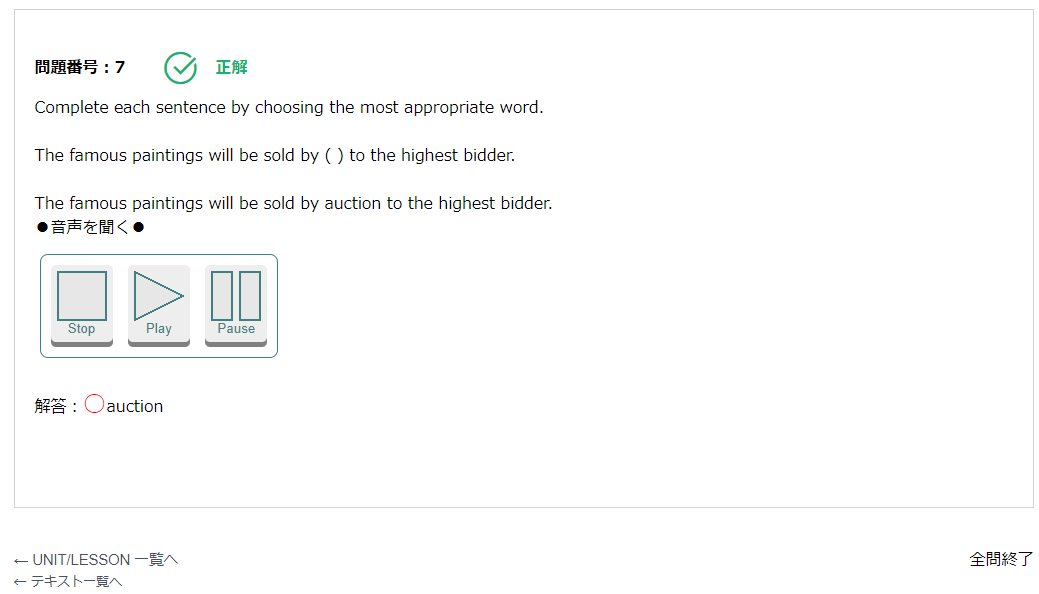 問題番号：7 正解
Complete each sentence by choosing the most appropriate word.
The famous paintings will be sold by ( ) to the highest bidder.
The famous paintings will be sold by auction to the highest bidder.
●音声を聞く●
Stop Play Pause
解答：○auction
← UNIT/LESSON 一覧へ 全問終了
← テキスト一覧へ